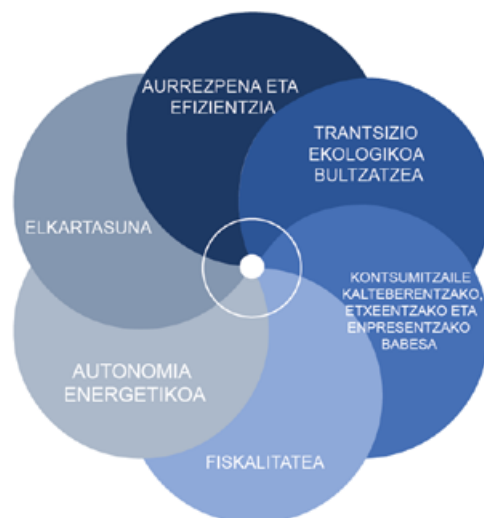 AURREZPENA ETA
EFIZIENTZIA
TRANTSIZIO
EKOLOGIKOA
BULTZATZEA
KONTSUMITZAILE
KALTEBERENTZAKO,
ETXEENTZAKO ETA
ENPRESENTZAKO
BABESA
FISKALITATEA
AUTONOMIA
ENERGETIKOA
ELKARTASUNA